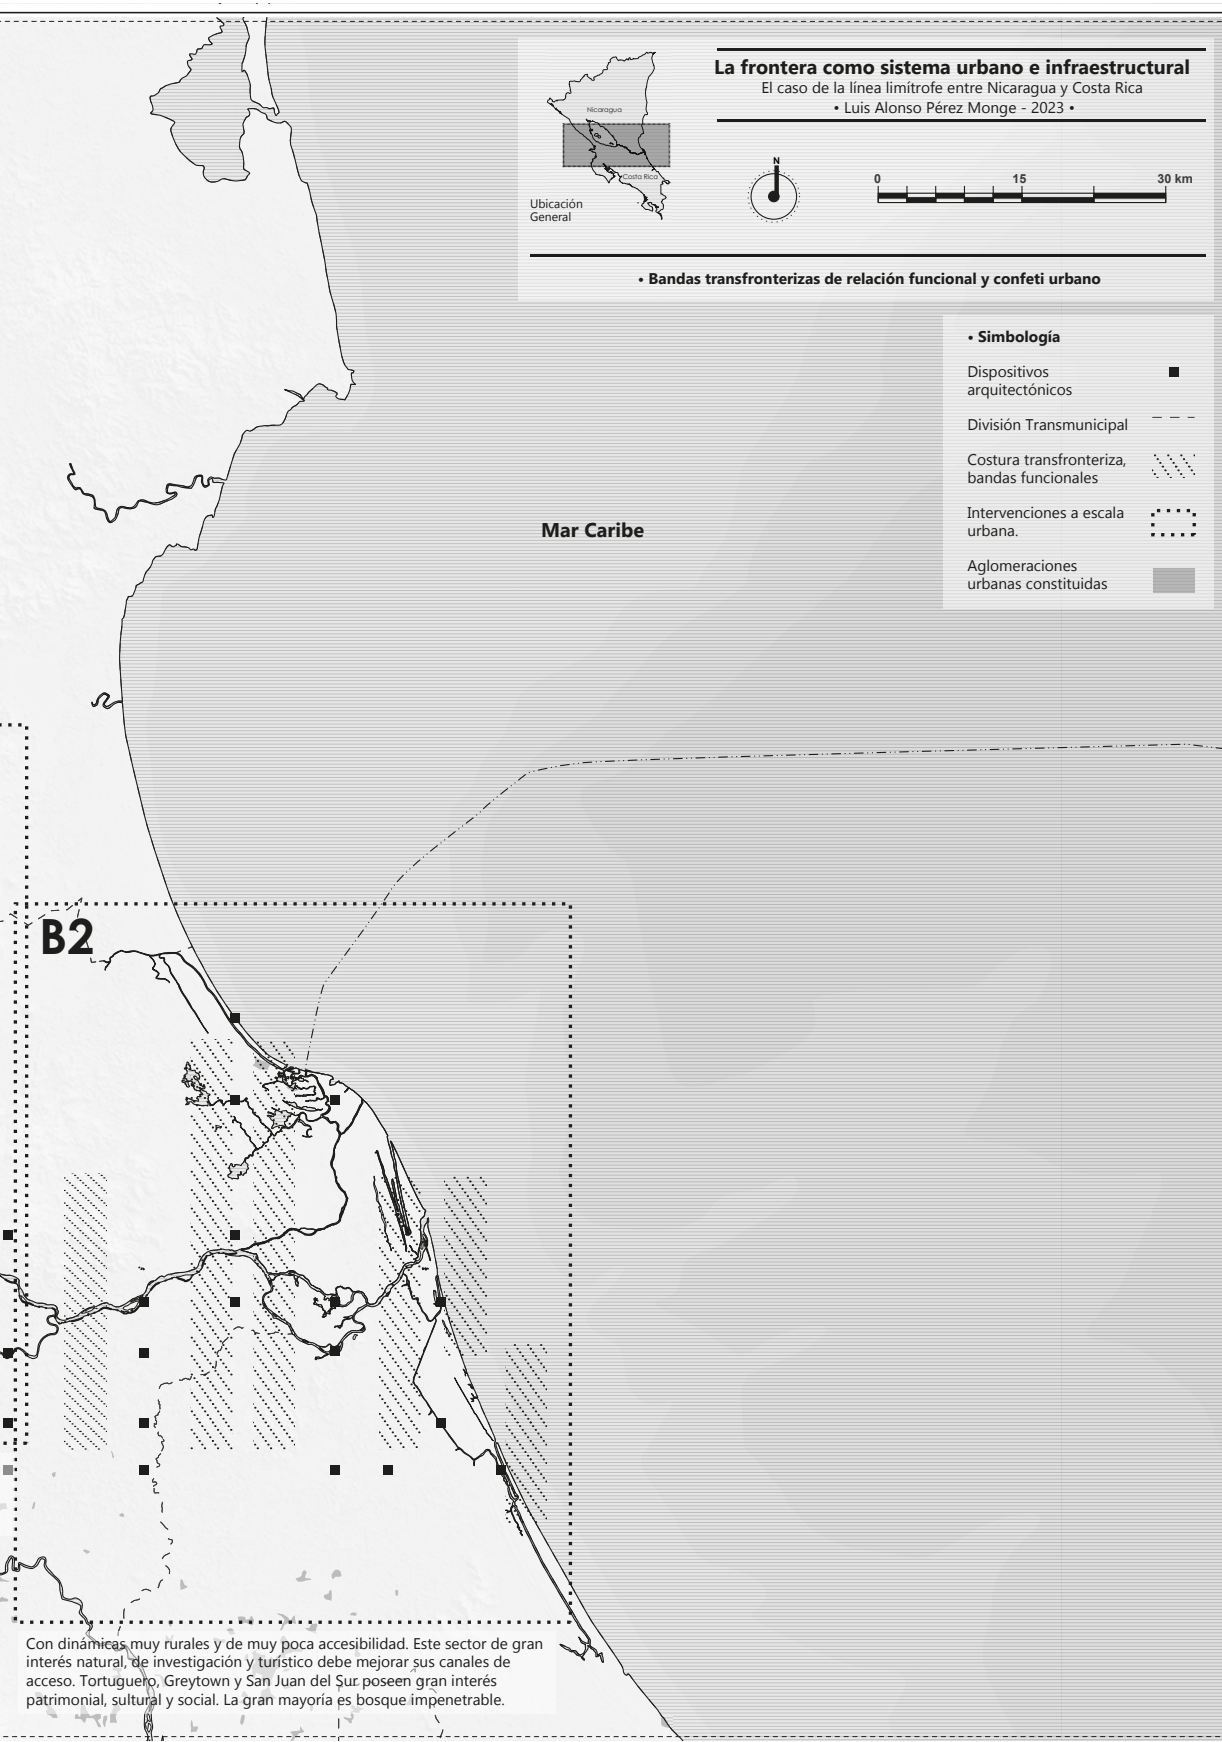 La frontera como sistema urbano e infraestructural
El caso de la línea limítrofe entre Nicaragua y Costa Rica
• Luis Alonso Pérez Monge - 2023 •
Nicaragua
Costa Rica
Ubicación
General
N
0 15 30 km
• Bandas transfronterizas de relación funcional y confeti urbano
• Simbología
Dispositivos
arquitectónicos
División Transmunicipal
Costura transfronteriza,
bandas funcionales
Intervenciones a escala
urbana.
Aglomeraciones
urbanas constituidas
Mar Caribe
B2
Con dinámicas muy rurales y de muy poca accesibilidad. Este sector de gran
interés natural, de investigación y turístico debe mejorar sus canales de
acceso. Tortuguero, Greytown y San Juan del Sur poseen gran interés
patrimonial, sultural y social. La gran mayoría es bosque impenetrable.